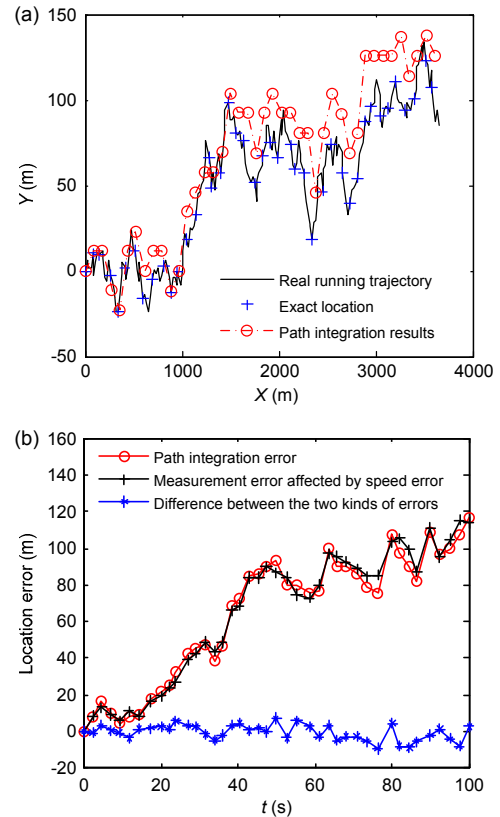 (a)
150
100
50
0
-50
Y (m)
Real running trajectory
Exact location
Path integration results
0
1000
2000
3000
4000
X (m)
(b)
160
140
120
100
80
60
40
20
0
-20
Location error (m)
Path integration error
Measurement error affected by speed error
Difference between the two kinds of errors
0
20
40
60
80
100
t (s)